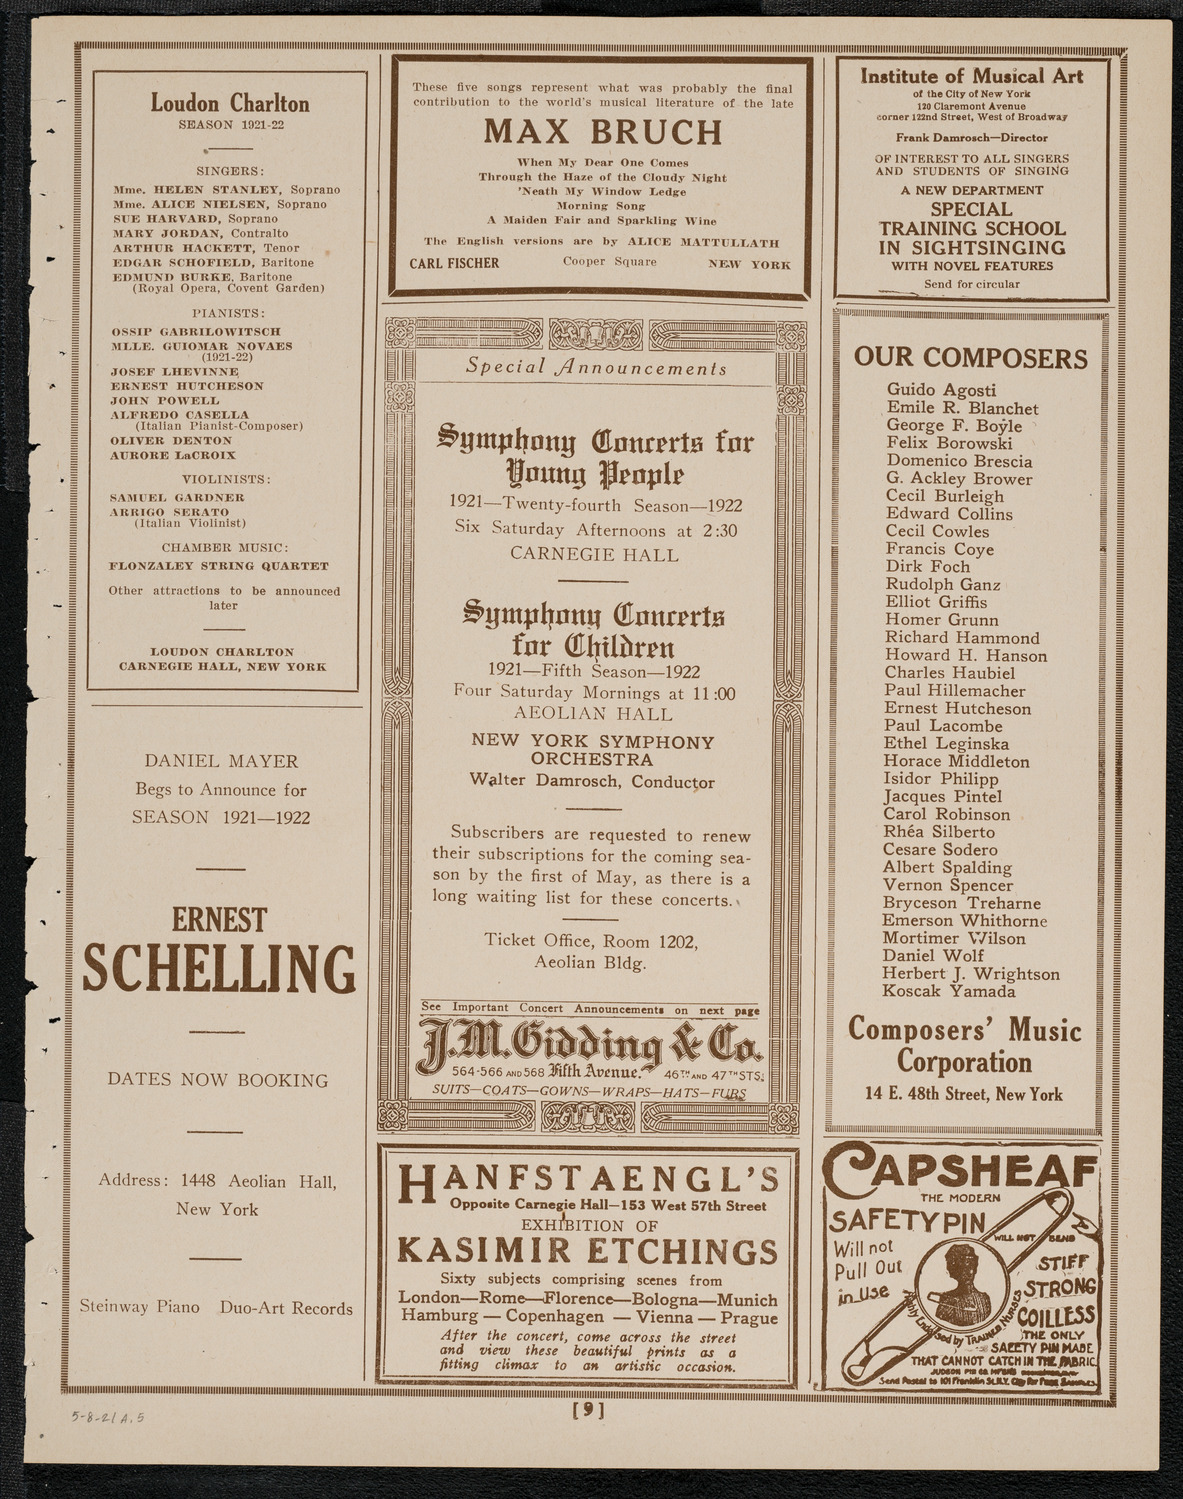 Loudon Charlton
SEASON 1921-22
SINGERS:
Mme. HELEN STANLEY, Soprano
Mme. ALICE NIELSEN, Soprano
SUE HARVARD, Soprano
MARY JORDAN, Contralto
ARTHUR HACKETT, Tenor
EDGAR SCHOFIELD, Baritone
EDMUND BURKE, Baritone
(Royal Opera, Covent Garden)
PIANISTS:
OSSIP GABRILOWITSCH
MLLE. GUIOMAR NOVAES
(1921-22)
JOSEF LHEVINNE
ERNEST HUTCHESON
JOHN POWELL
ALFREDO CASELLA
(Italian Pianist-Composer)
OLIVER DENTON
AURORE LaCROIX
VIOLINISTS:
SAMUEL GARDNER
ARRIGO SERATO
(Italian Violinist)
CHAMBER MUSIC:
FLONZALEY STRING QUARTET
Other attractions to be announced
later
LOUDON CHARLTON
CARNEGIE HALL, NEW YORK
DANIEL MAYER
Begs to Announce for
SEASON 1921—1922
ERNEST
SCHELLING
DATES NOW BOOKING
Address: 1448 Aeolian Hall,
New York
Steinway Piano Duo-Art Records
These five songs represent what was probably the final
contribution to the world's musical literature of the late
MAX BRUCH
When My Dear One Comes
Through the Haze of the Cloudy Night
'Neath My Window Ledge
Morning Song
A Maiden Fair and Sparkling Wine
The English versions are by ALICE MATTULLATH
CARL FISCHER Cooper Square NEW YORK
Special Announcements
Symphony Concerts for
Young People
1921—Twenty-fourth Season—1922
Six Saturday Afternoons at 2:30
CARNEGIE HALL
Symphony Concerts
for Children
1921—Fifth Season—1922
Four Saturday Mornings at 11:00
AEOLIAN HALL
NEW YORK SYMPHONY
ORCHESTRA
Walter Damrosch, Conductor
Subscribers are requested to renew
their subscriptions for the coming sea-
son by the first of May, as there is a
long waiting list for these concerts.
Ticket Office, Room 1202,
Aeolian Bldg.
See Important Concert Announcements on next page
J.M. Gidding & Co.
564-566 AND 568 Fifth Avenue. 46TH AND 47TH STS.
SUITS—COATS—GOWNS—WRAPS—HATS—FURS
HANFSTAENGL'S
Opposite Carnegie Hall—153 West 57th Street
EXHIBITION OF
KASIMIR ETCHINGS
Sixty subjects comprising scenes from
London—Rome—Florence—Bologna—Munich
Hamburg — Copenhagen — Vienna — Prague
After the concert, come across the street
and view these beautiful prints as a
fitting climax to an artistic occasion.
Institute of Musical Art
of the City of New York
120 Claremont Avenue
corner 122nd Street, West of Broadway
Frank Damrosch—Director
OF INTEREST TO ALL SINGERS
AND STUDENTS OF SINGING
A NEW DEPARTMENT
SPECIAL
TRAINING SCHOOL
IN SIGHTSINGING
WITH NOVEL FEATURES
Send for circular
OUR COMPOSERS
Guido Agosti
Emile R. Blanchet
George F. Boyle
Felix Borowski
Domenico Brescia
G. Ackley Brower
Cecil Burleigh
Edward Collins
Cecil Cowles
Francis Coye
Dirk Foch
Rudolph Ganz
Elliot Griffis
Homer Grunn
Richard Hammond
Howard H. Hanson
Charles Haubiel
Paul Hillemacher
Ernest Hutcheson
Paul Lacombe
Ethel Leginska
Horace Middleton
Isidor Philipp
Jacques Pintel
Carol Robinson
Rhéa Silberto
Cesare Sodero
Albert Spalding
Vernon Spencer
Bryceson Treharne
Emerson Whithorne
Mortimer Wilson
Daniel Wolf
Herbert J. Wrightson
Koscak Yamada
Composers' Music
Corporation
14 E. 48th Street, New York
CAPSHEAF
THE MODERN
SAFETY PIN
WILL NOT BEND
Will not
Pull Out
in Use
STIFF
STRONG
COILLESS
Highly Endorsed by TRAINED NURSES
THE ONLY
SAFETY PIN MADE
THAT CANNOT CATCH IN THE FABRIC
JUDSON PIN CO. MFGRS
Send Postal to 101 Franklin St. N.Y. City for Free Samples
[9]
5-8-21 A.5